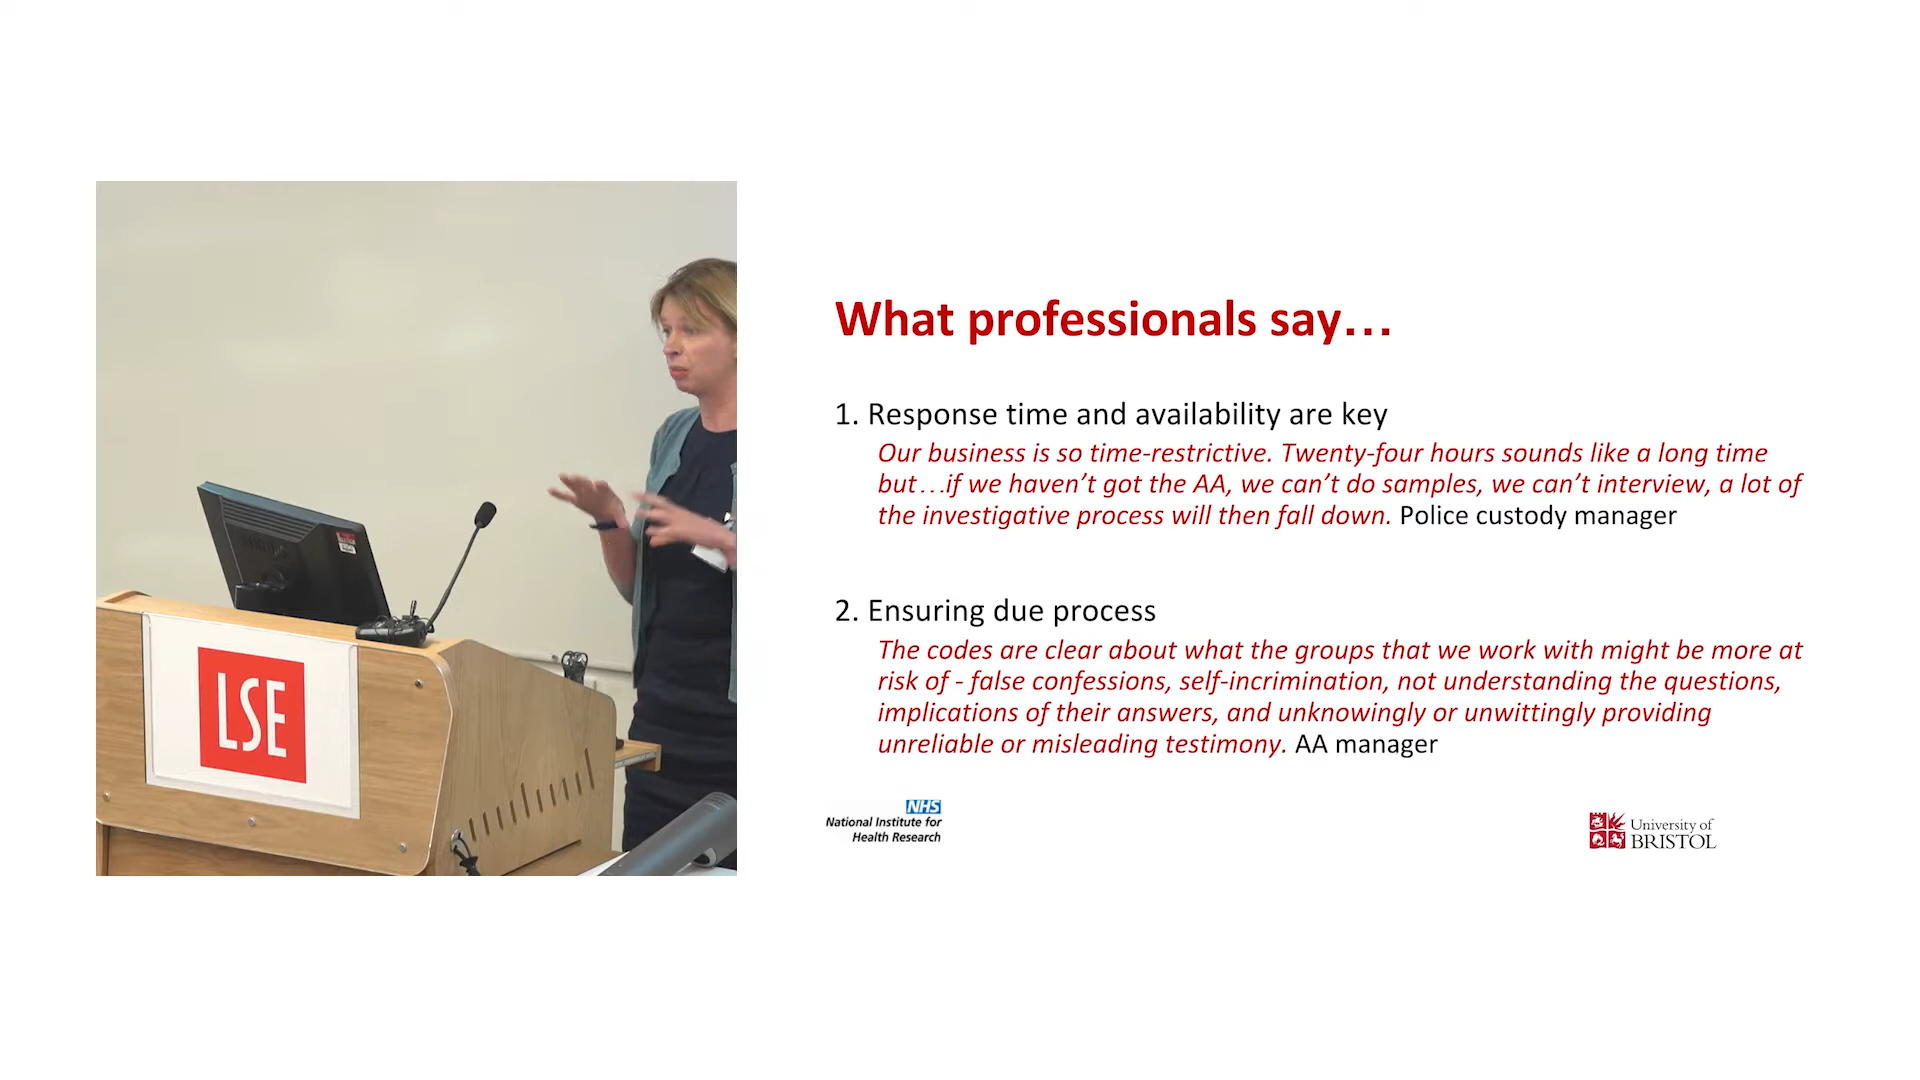 What professionals say…
1. Response time and availability are key
Our business is so time-restrictive. Twenty-four hours sounds like a long time
but…if we haven’t got the AA, we can’t do samples, we can’t interview, a lot of
the investigative process will then fall down. Police custody manager
2. Ensuring due process
The codes are clear about what the groups that we work with might be more at
risk of - false confessions, self-incrimination, not understanding the questions,
implications of their answers, and unknowingly or unwittingly providing
unreliable or misleading testimony. AA manager
NHS
National Institute for
Health Research
University of
BRISTOL
LSE